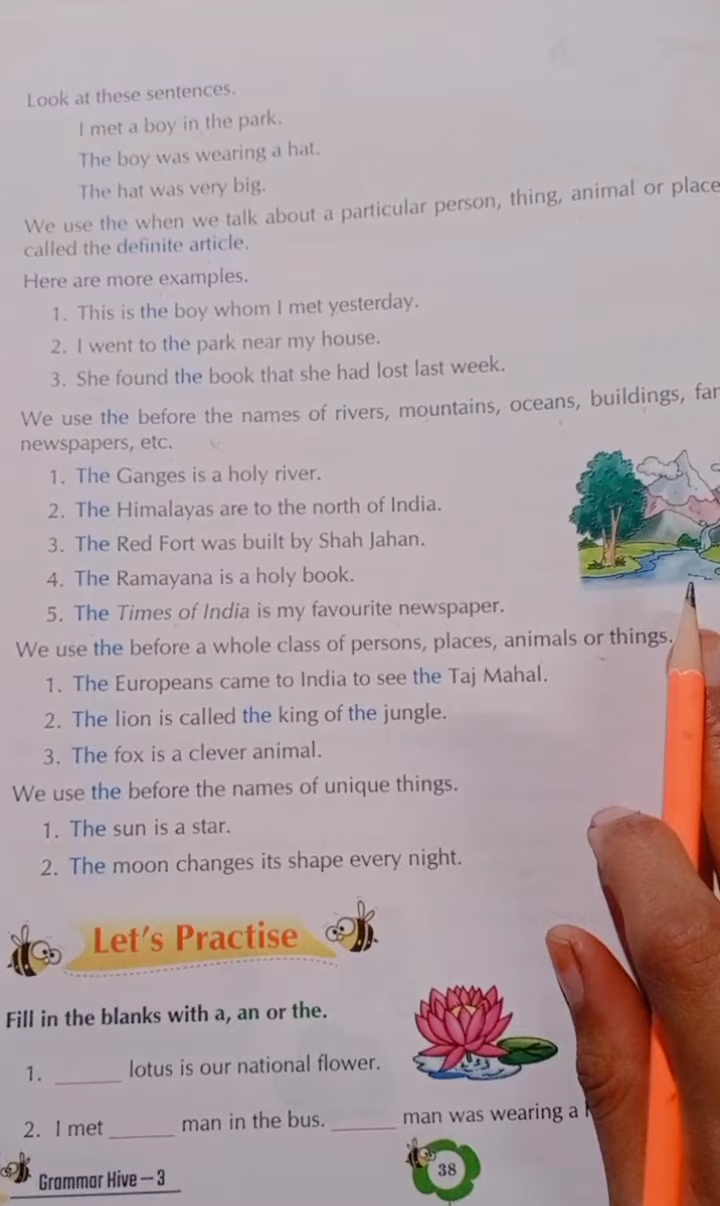 Look at these sentences.
I met a boy in the park.
The boy was wearing a hat.
The hat was very big.
We use the when we talk about a particular person, thing, animal or place
called the definite article.
Here are more examples.
1. This is the boy whom I met yesterday.
2. I went to the park near my house.
3. She found the book that she had lost last week.
We use the before the names of rivers, mountains, oceans, buildings,
newspapers, etc.
1. The Ganges is a holy river.
2. The Himalayas are to the north of India.
3. The Red Fort was built by Shah Jahan.
4. The Ramayana is a holy book.
5. The Times of India is my favourite newspaper.
We use the before a whole class of persons, places, animals or things.
1. The Europeans came to India to see the Taj Mahal.
2. The lion is called the king of the jungle.
3. The fox is a clever animal.
We use the before the names of unique things.
1. The sun is a star.
2. The moon changes its shape every night.
Let's Practise
Fill in the blanks with a, an or the.
1. ______ lotus is our national flower.
2. I met ______ man in the bus. ______ man was wearing a
Grammar Hive – 3
38